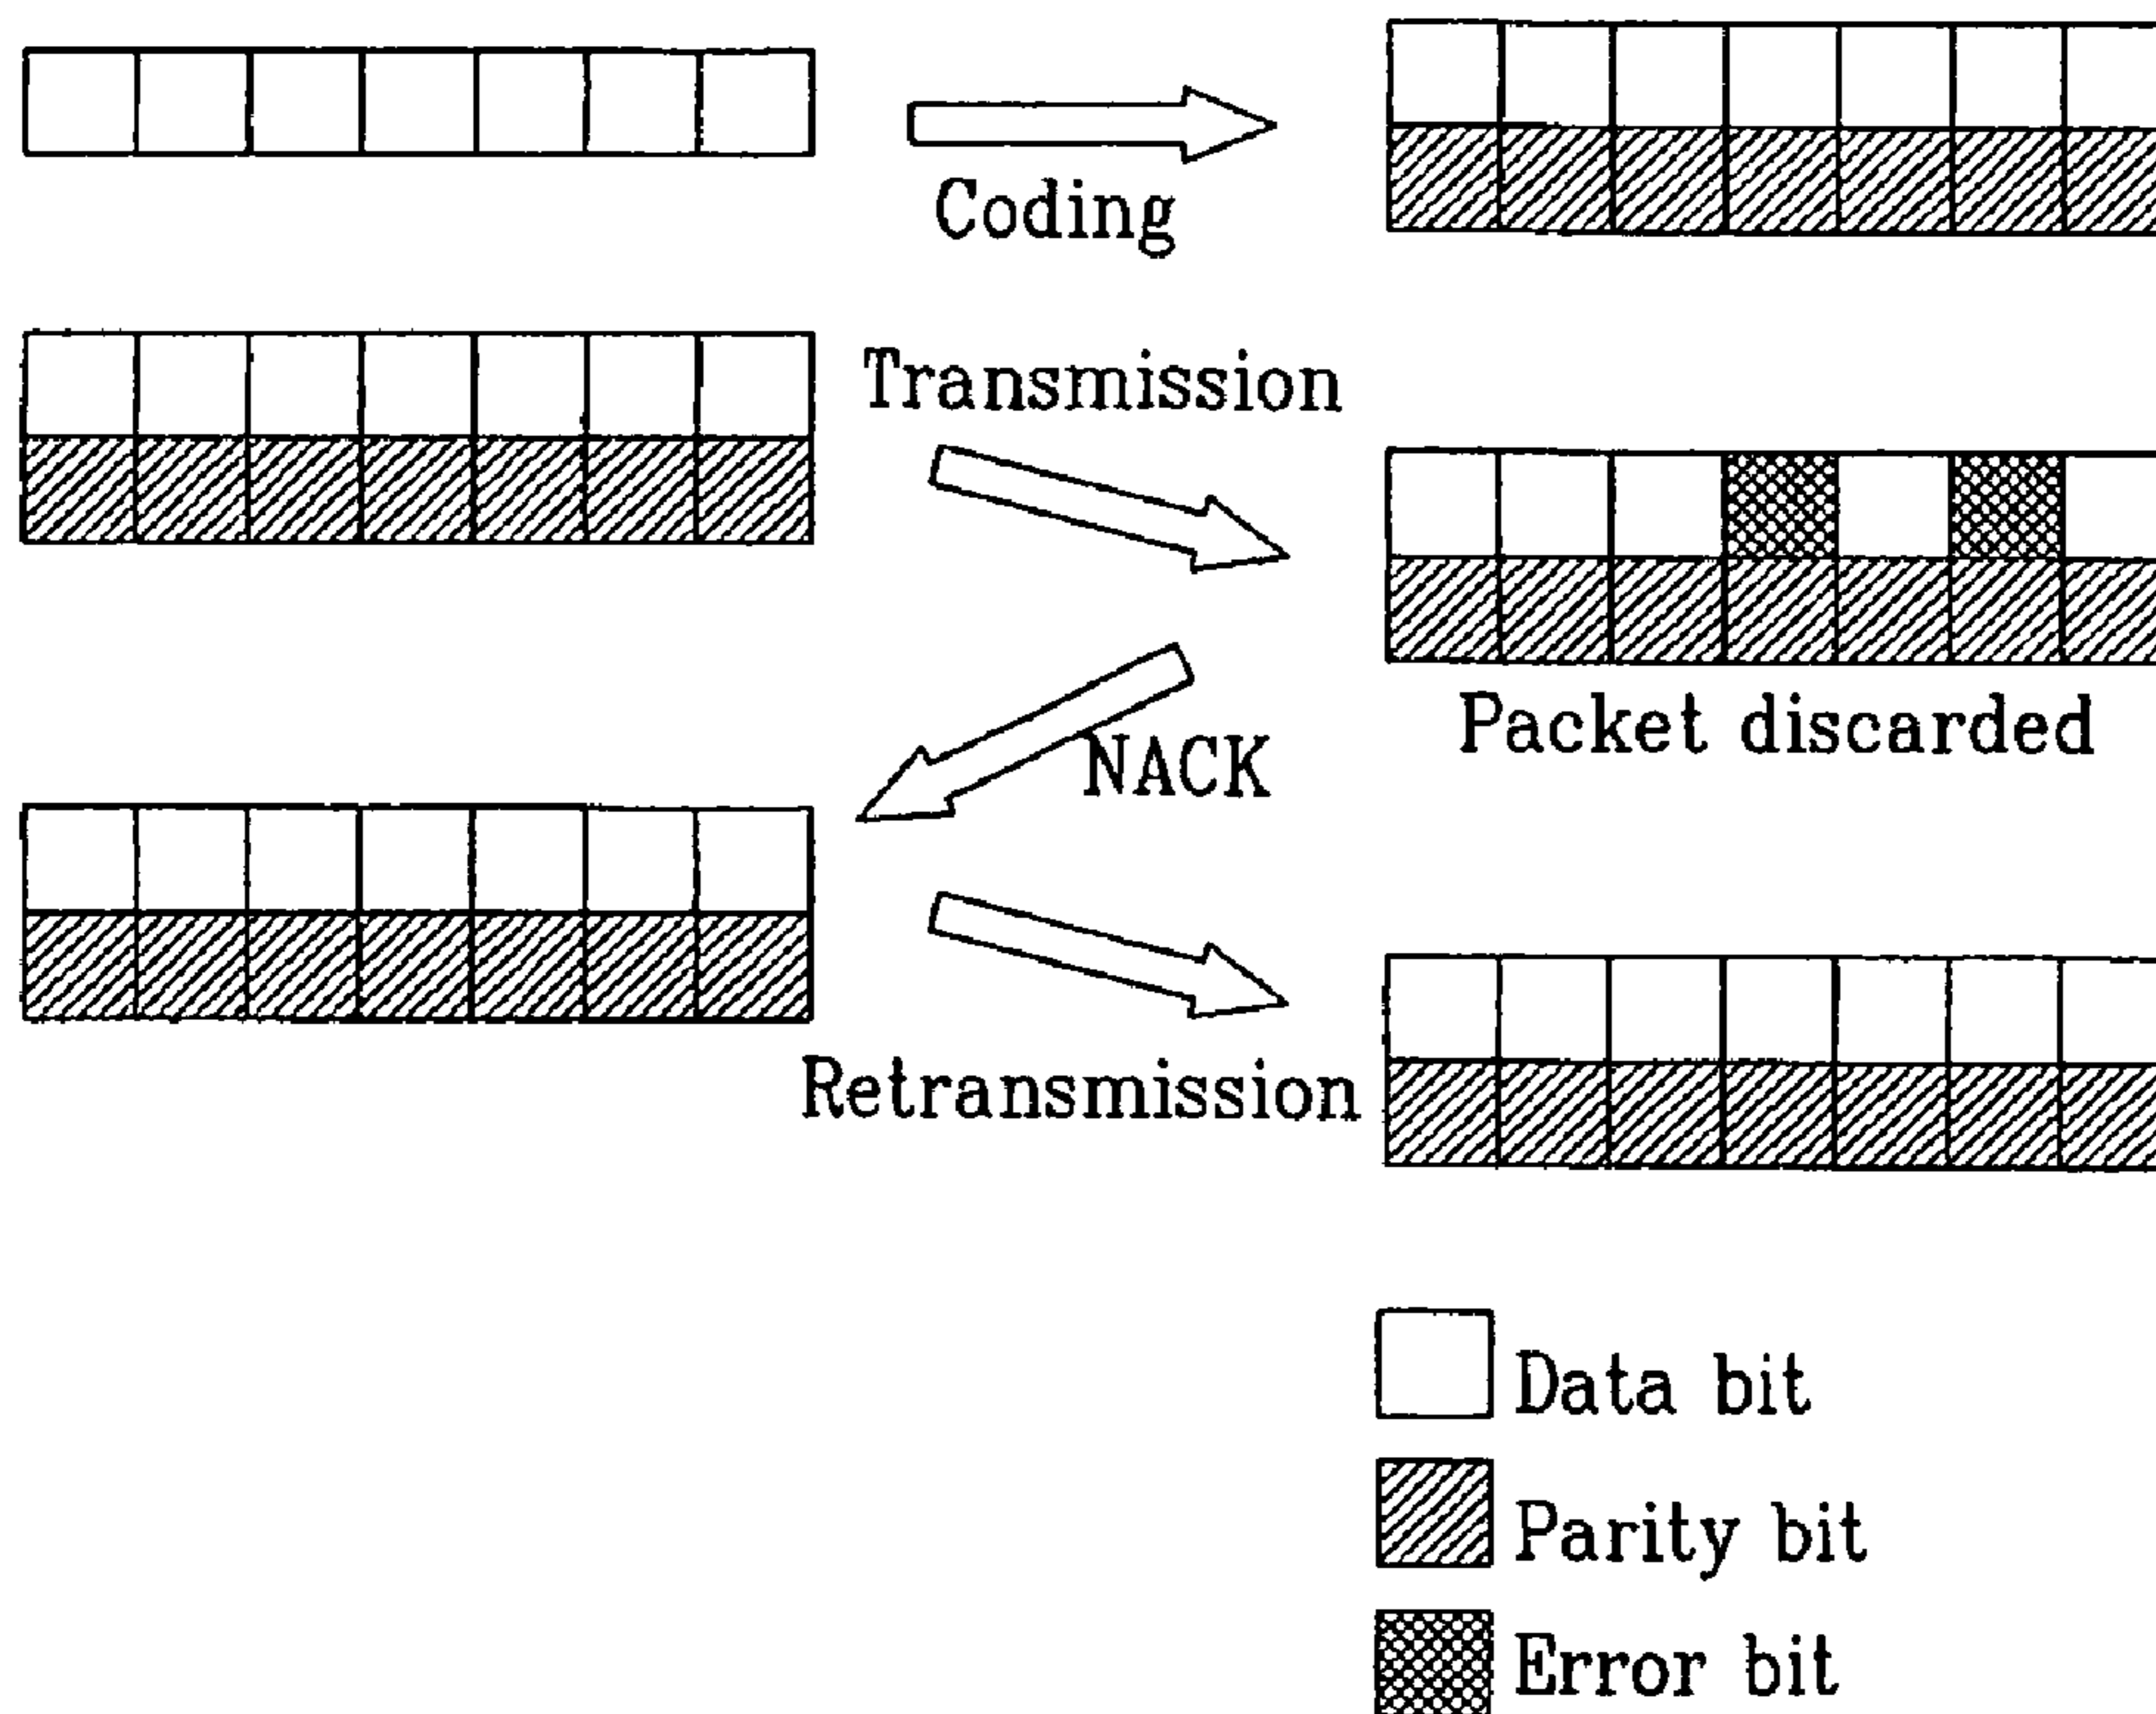 Coding
Transmission
Packet discarded
NACK
Retransmission
Data bit
Parity bit
Error bit